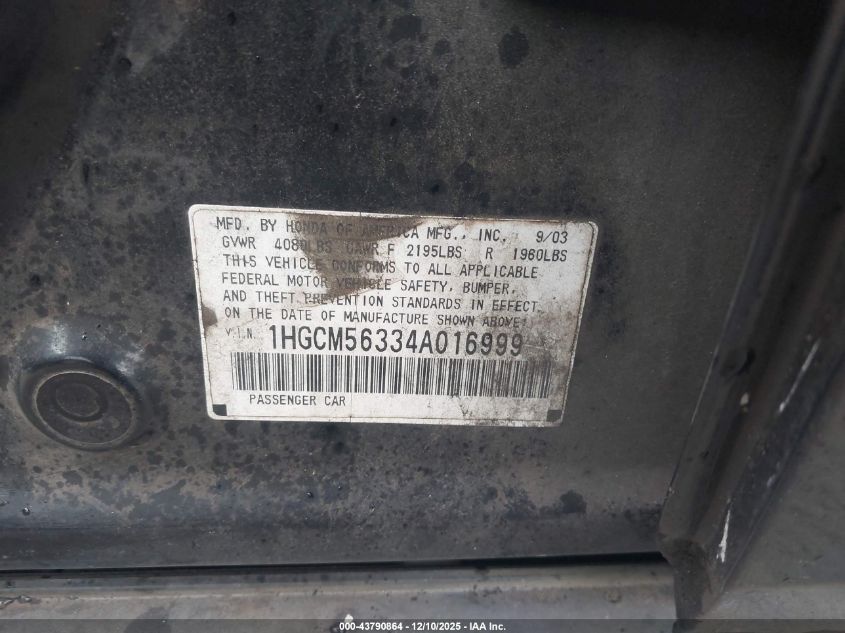 MFD. BY HONDA OF AMERICA MFG., INC. 9/03
GVWR 4080LBS GAWR F 2195LBS R 1960LBS
THIS VEHICLE CONFORMS TO ALL APPLICABLE
FEDERAL MOTOR VEHICLE SAFETY, BUMPER,
AND THEFT PREVENTION STANDARDS IN EFFECT
ON THE DATE OF MANUFACTURE SHOWN ABOVE.
V.I.N. 1HGCM56334A016999
PASSENGER CAR
000-43790864 - 12/10/2025 - IAA Inc.